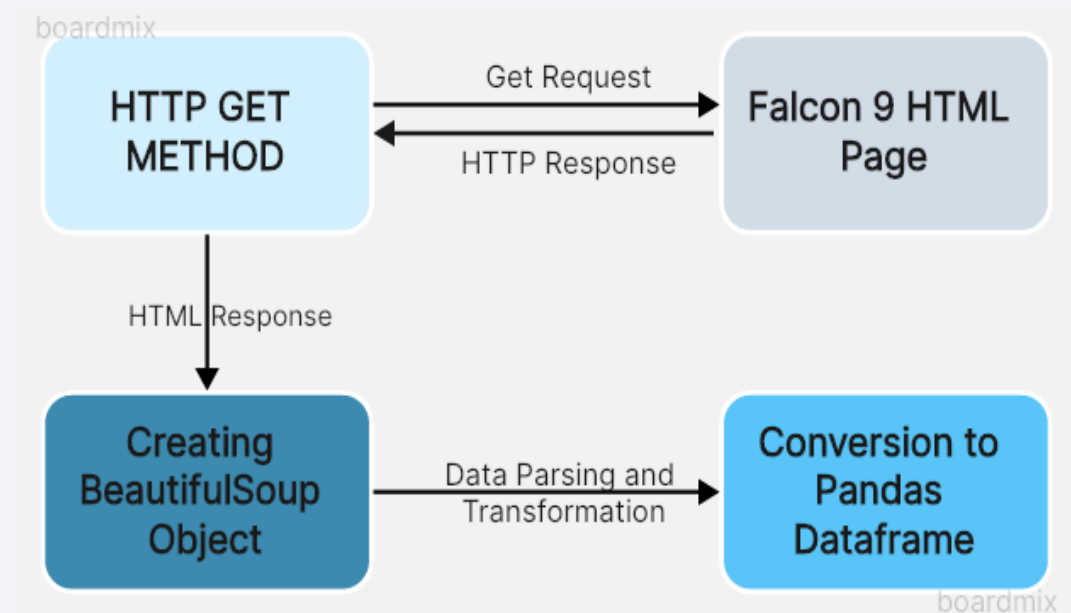 boardmix
HTTP GET
METHOD
Get Request
HTTP Response
Falcon 9 HTML
Page
HTML Response
Creating
BeautifulSoup
Object
Data Parsing and
Transformation
Conversion to
Pandas
Dataframe
boardmix